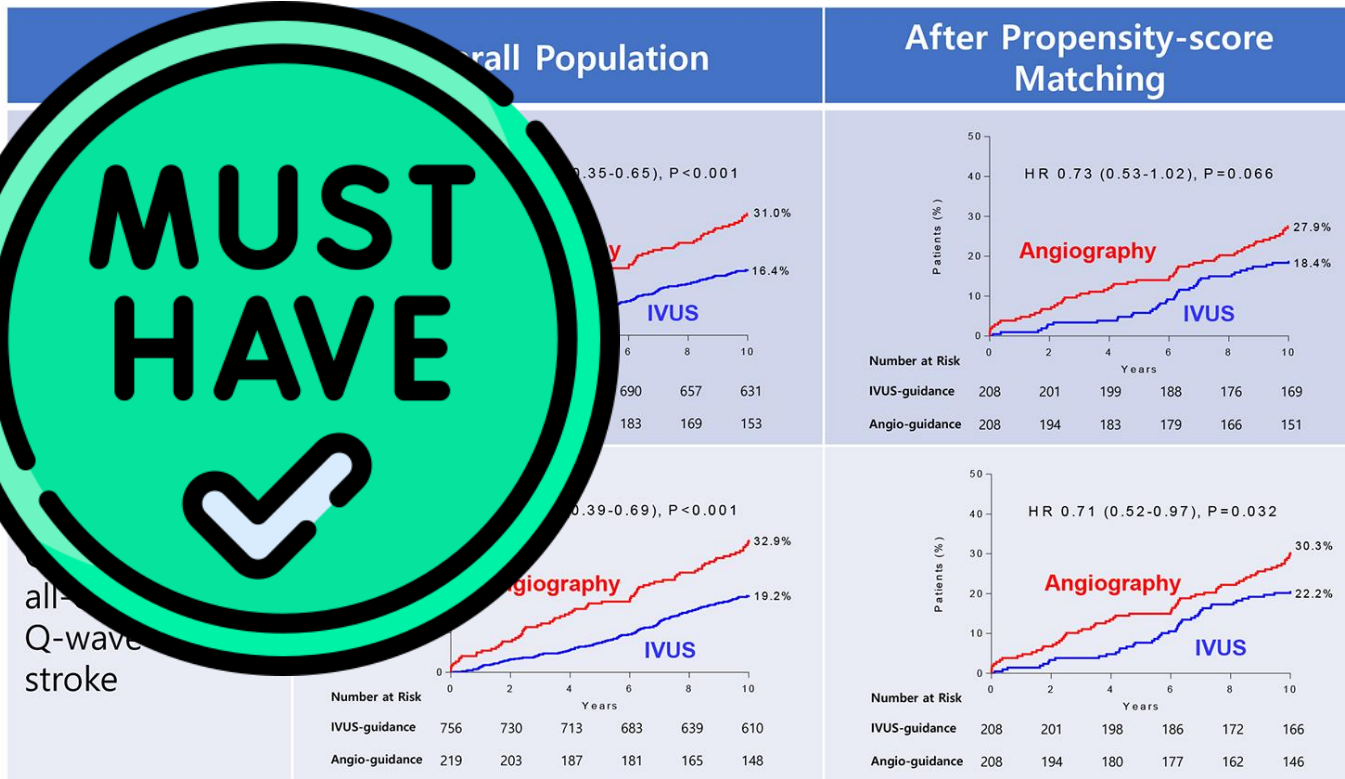 MUST
HAVE
Population
After Propensity-score
Matching
0.35-0.65), P<0.001
31.0%
16.4%
IVUS
6 8 10
690 657 631
183 169 153
50
40
30
20
10
0
Patients (%)
HR 0.73 (0.53-1.02), P=0.066
Angiography
27.9%
18.4%
IVUS
0 2 4 6 8 10
Years
Number at Risk
IVUS-guidance 208 201 199 188 176 169
Angio-guidance 208 194 183 179 166 151
Q-wave
stroke
0.39-0.69), P<0.001
32.9%
19.2%
IVUS
0
0 2 4 6 8 10
Years
Number at Risk
IVUS-guidance 756 730 713 683 639 610
Angio-guidance 219 203 187 181 165 148
50
40
30
20
10
0
Patients (%)
HR 0.71 (0.52-0.97), P=0.032
Angiography
30.3%
22.2%
IVUS
0 2 4 6 8 10
Years
Number at Risk
IVUS-guidance 208 201 198 186 172 166
Angio-guidance 208 194 180 177 162 146